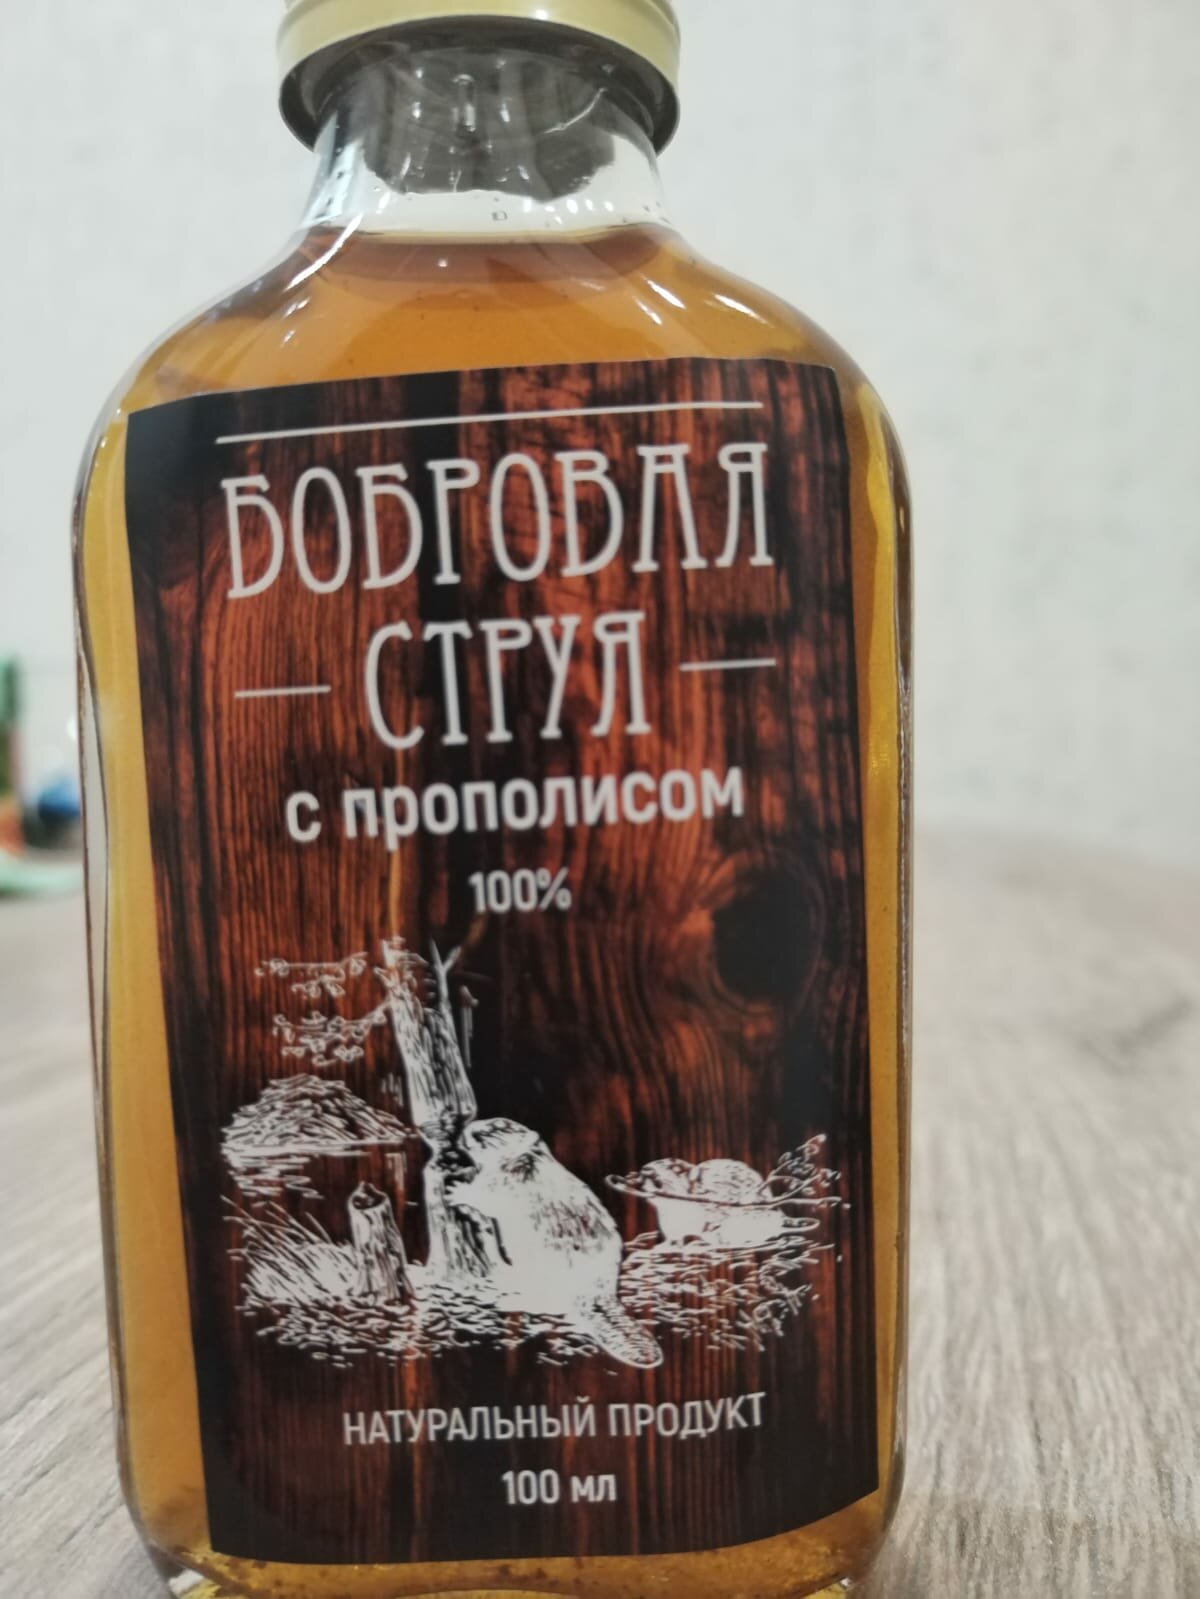 БОБРОВАЯ
СТРУЯ
с прополисом
100%
НАТУРАЛЬНЫЙ ПРОДУКТ
100 мл